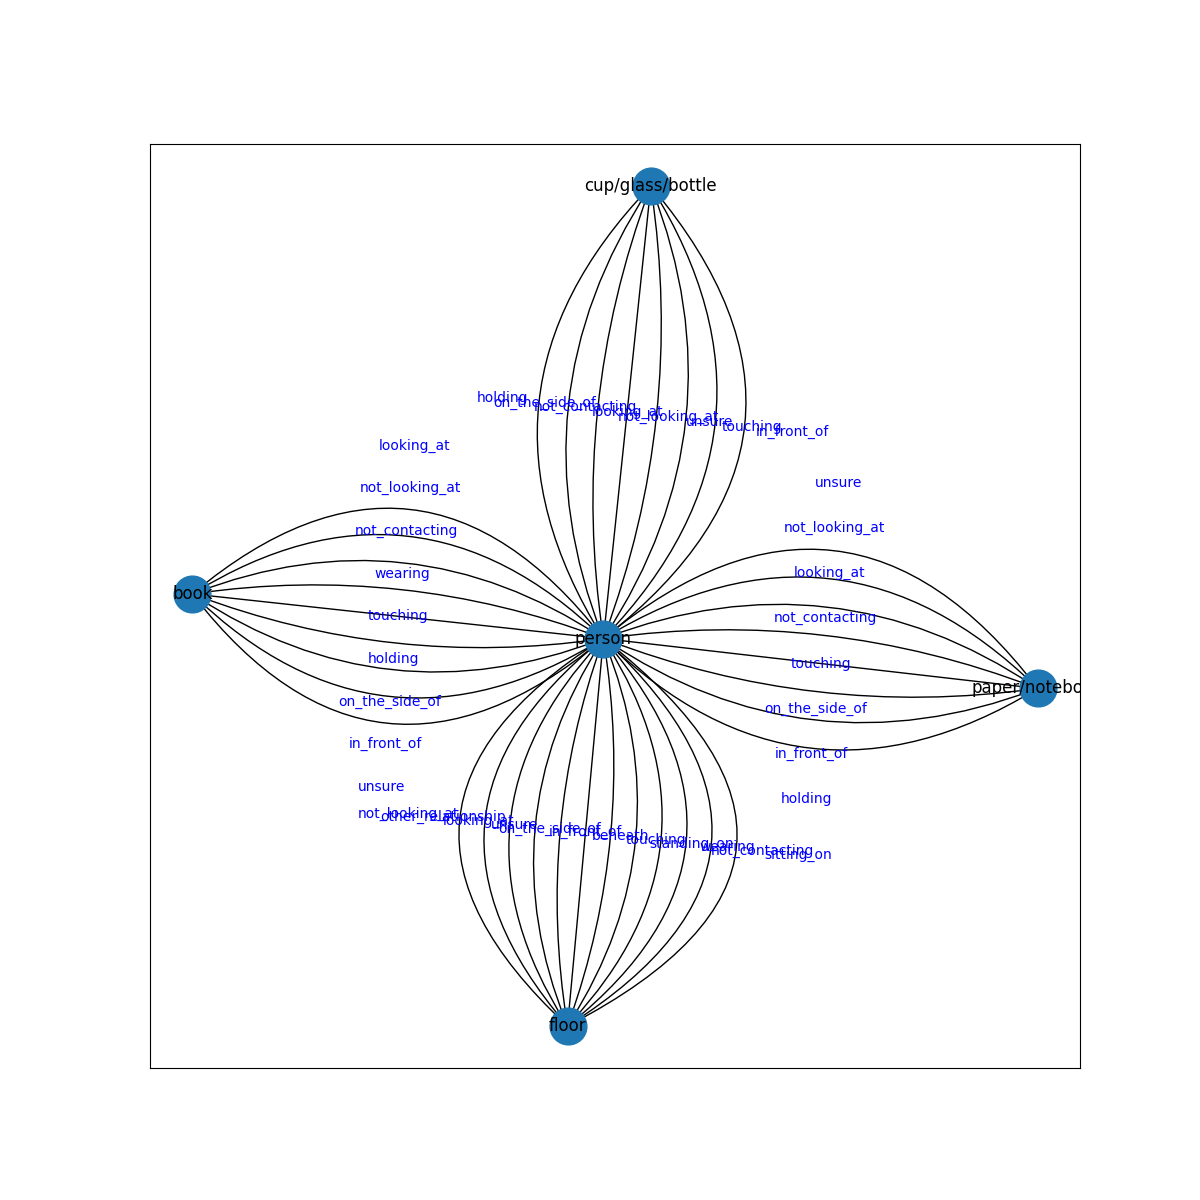 cup/glass/bottle
holding
on_the_side_of
not_contacting
looking_at
not_looking_at
unsure
touching
in_front_of
looking_at
not_looking_at
not_contacting
wearing
touching
holding
on_the_side_of
in_front_of
unsure
book
person
unsure
not_looking_at
looking_at
not_contacting
touching
on_the_side_of
in_front_of
holding
paper/notebo
not_looking_at
other_relationship
looking_at
unsure
on_the_side_of
in_front_of
beneath
touching
standing_on
wearing
not_contacting
sitting_on
floor